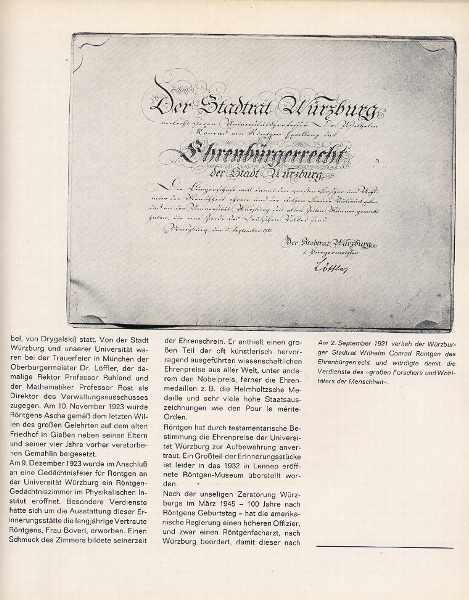 Der Stadtrat Würzburg
Ehrenbürgerrecht
der Stadt Würzburg
Würzburg, den 2. September
Der Stadtrat Würzburg
Löffler
bel, von Drygalski) statt. Von der Stadt
Würzburg und unserer Universität wa-
ren bei der Trauerfeier in München der
Oberbürgermeister Dr. Löffler, der da-
malige Rektor Professor Ruhland und
der Mathematiker Professor Rost als
Direktor des Verwaltungsausschusses
zugegen. Am 10. November 1923 wurde
Röntgens Asche gemäß dem letzten Wil-
len des großen Gelehrten auf dem alten
Friedhof in Gießen neben seinen Eltern
und seiner vier Jahre vorher verstorbe-
nen Gemahlin beigesetzt.
Am 9. Dezember 1923 wurde im Anschluß
an eine Gedächtnisfeier für Röntgen an
der Universität Würzburg ein Röntgen-
Gedächtniszimmer im Physikalischen In-
stitut eröffnet. Besondere Verdienste
hatte sich um die Ausstattung dieser Er-
innerungsstätte die langjährige Vertraute
Röntgens, Frau Boveri, erworben. Einen
Schmuck des Zimmers bildete seinerzeit
der Ehrenschrein. Er enthielt einen gro-
ßen Teil der oft künstlerisch hervor-
ragend ausgeführten wissenschaftlichen
Ehrenpreise aus aller Welt, unter ande-
rem den Nobelpreis, ferner die Ehren-
medaillen z. B. die Helmholtzsche Me-
daille und sehr viele hohe Staatsaus-
zeichnungen wie den Pour le mérite-
Orden.
Röntgen hat durch testamentarische Be-
stimmung die Ehrenpreise der Universi-
tät Würzburg zur Aufbewahrung anver-
traut. Ein Großteil der Erinnerungsstücke
ist leider in das 1932 in Lennep eröff-
nete Röntgen-Museum überstellt wor-
den.
Nach der unseligen Zerstörung Würz-
burgs im März 1945 – 100 Jahre nach
Röntgens Geburtstag – hat die amerika-
nische Regierung einen höheren Offizier,
und zwar einen Röntgenfacharzt, nach
Würzburg beordert, damit dieser nach
Am 2. September 1921 verlieh der Würzbur-
ger Stadtrat Wilhelm Conrad Röntgen das
Ehrenbürgerrecht und würdigte damit die
Verdienste des »großen Forschers und Wohl-
täters der Menschheit«.